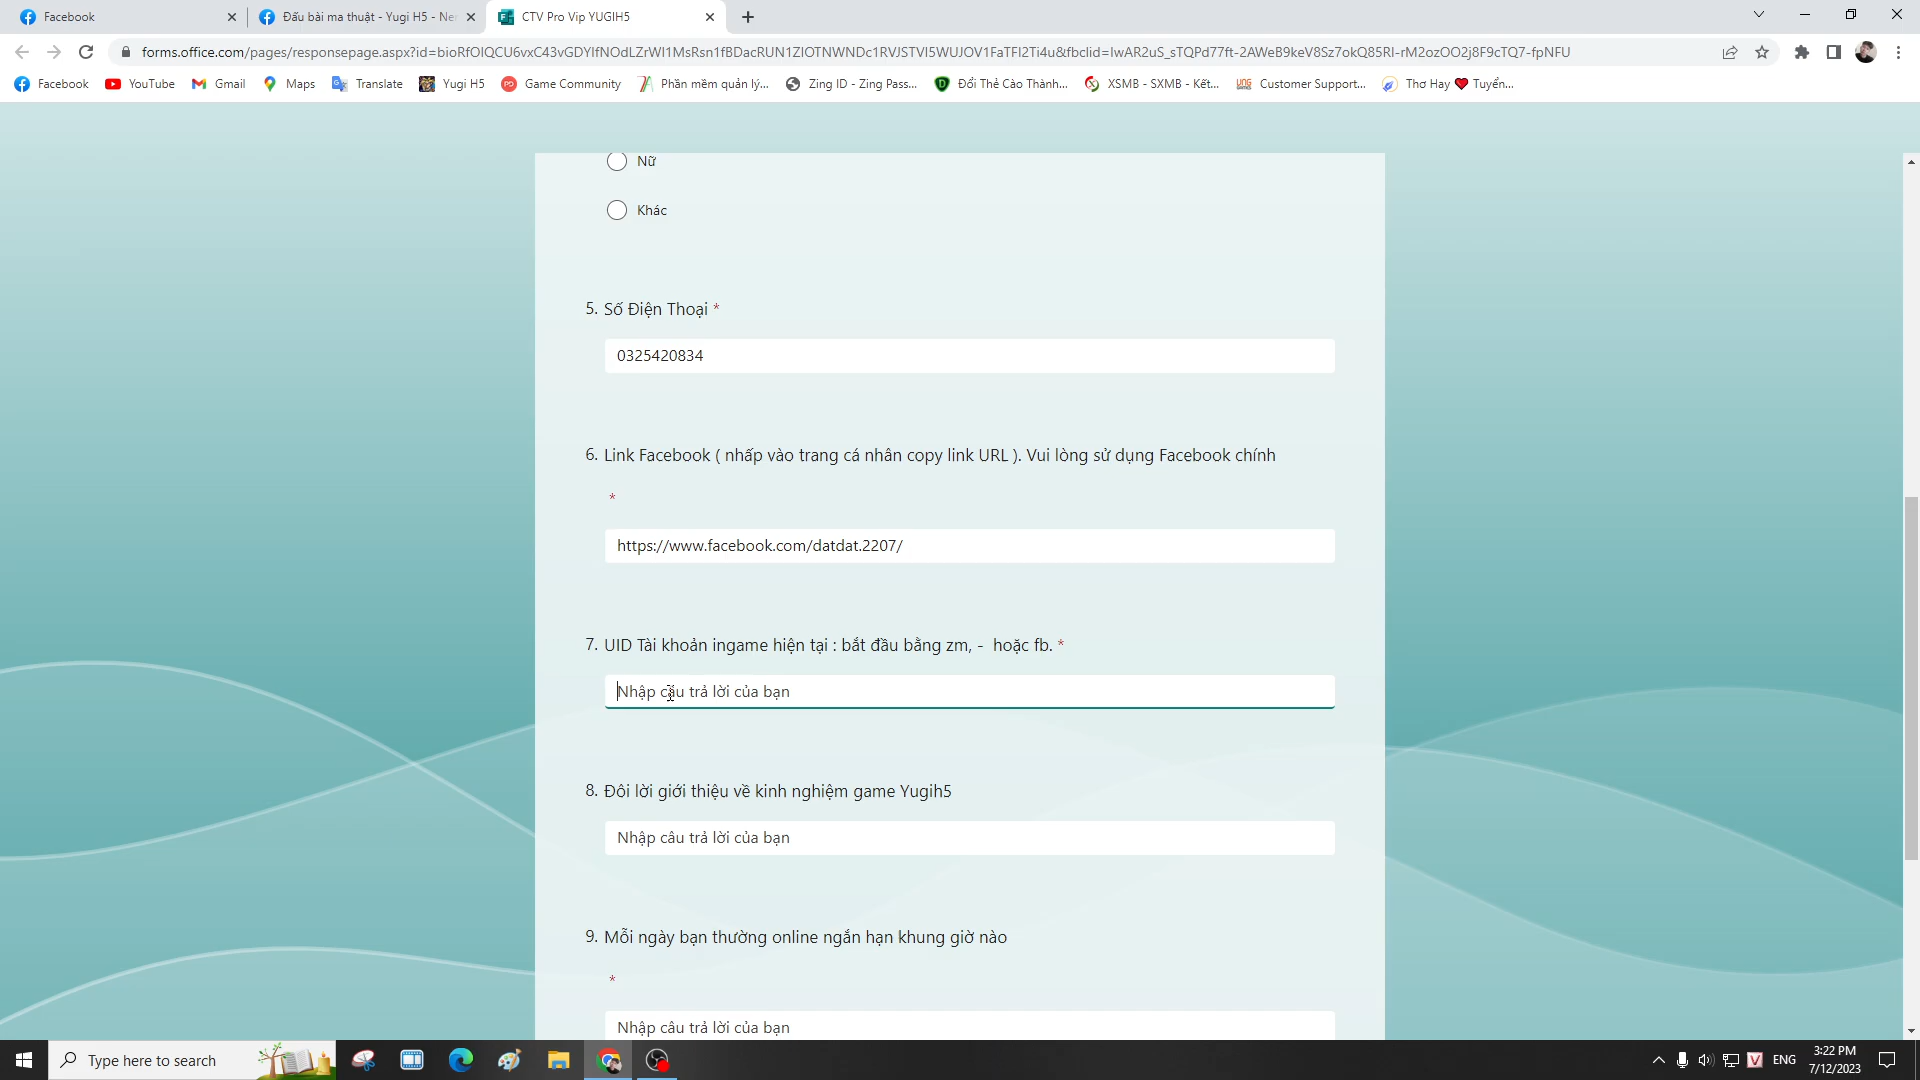 Facebook
Đấu bài ma thuật - Yugi H5 - Ner
CTV Pro Vip YUGIH5
forms.office.com/pages/responsepage.aspx?id=bioRfOIQCU6vxC43vGDYIfNOdLZrWI1MsRsn1fBDacRUN1ZIOTNWNDc1RVJSTVI5WUJOV1FaTFI2Ti4u&fbclid=IwAR2uS_sTQPd77ft-2AWeB9keV8Sz7okQ85RI-rM2ozOO2j8F9cTQ7-fpNFU
Facebook YouTube Gmail Maps Translate Yugi H5 Game Community Phần mềm quản lý... Zing ID - Zing Pass... Đổi Thẻ Cào Thành... XSMB - SXMB - Kết... Customer Support... Thơ Hay ❤ Tuyển...
Nữ
Khác
5. Số Điện Thoại *
0325420834
6. Link Facebook ( nhấp vào trang cá nhân copy link URL ). Vui lòng sử dụng Facebook chính
*
https://www.facebook.com/datdat.2207/
7. UID Tài khoản ingame hiện tại : bắt đầu bằng zm, - hoặc fb. *
Nhập câu trả lời của bạn
8. Đôi lời giới thiệu về kinh nghiệm game Yugih5
Nhập câu trả lời của bạn
9. Mỗi ngày bạn thường online ngắn hạn khung giờ nào
*
Nhập câu trả lời của bạn
Type here to search
ENG
3:22 PM
7/12/2023